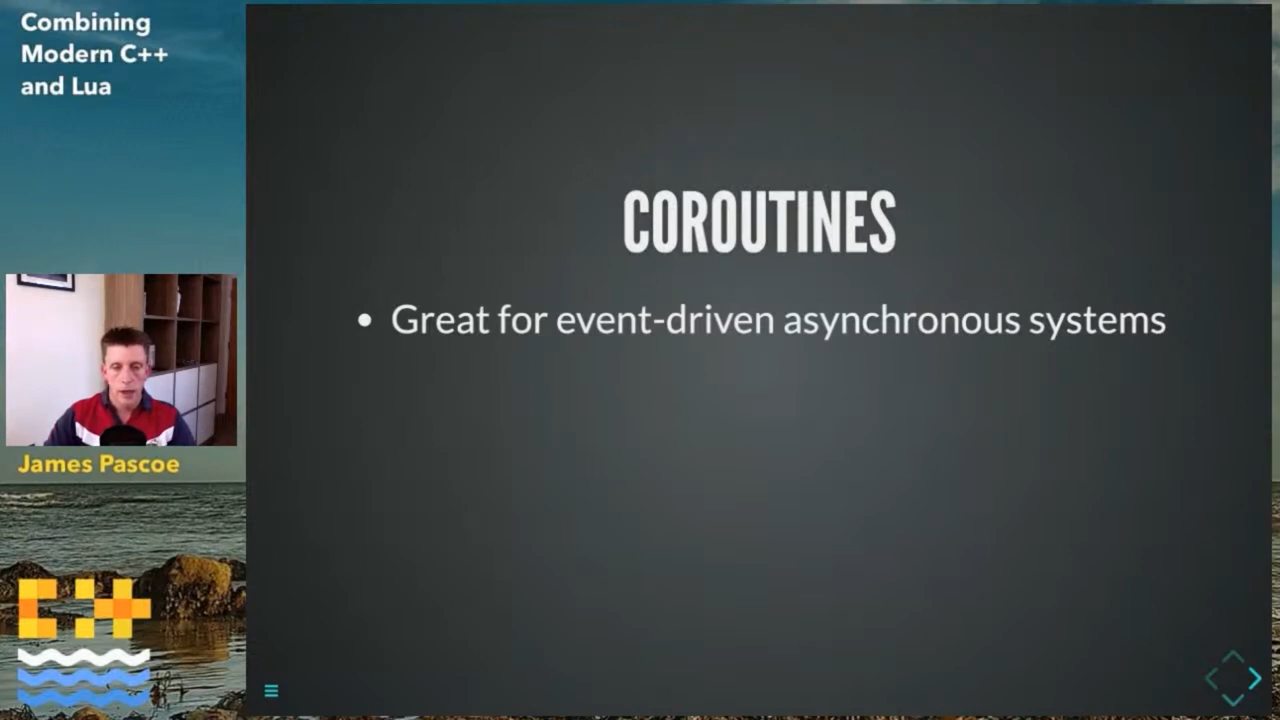 Combining
Modern C++
and Lua
COROUTINES
• Great for event-driven asynchronous systems
James Pascoe
C++